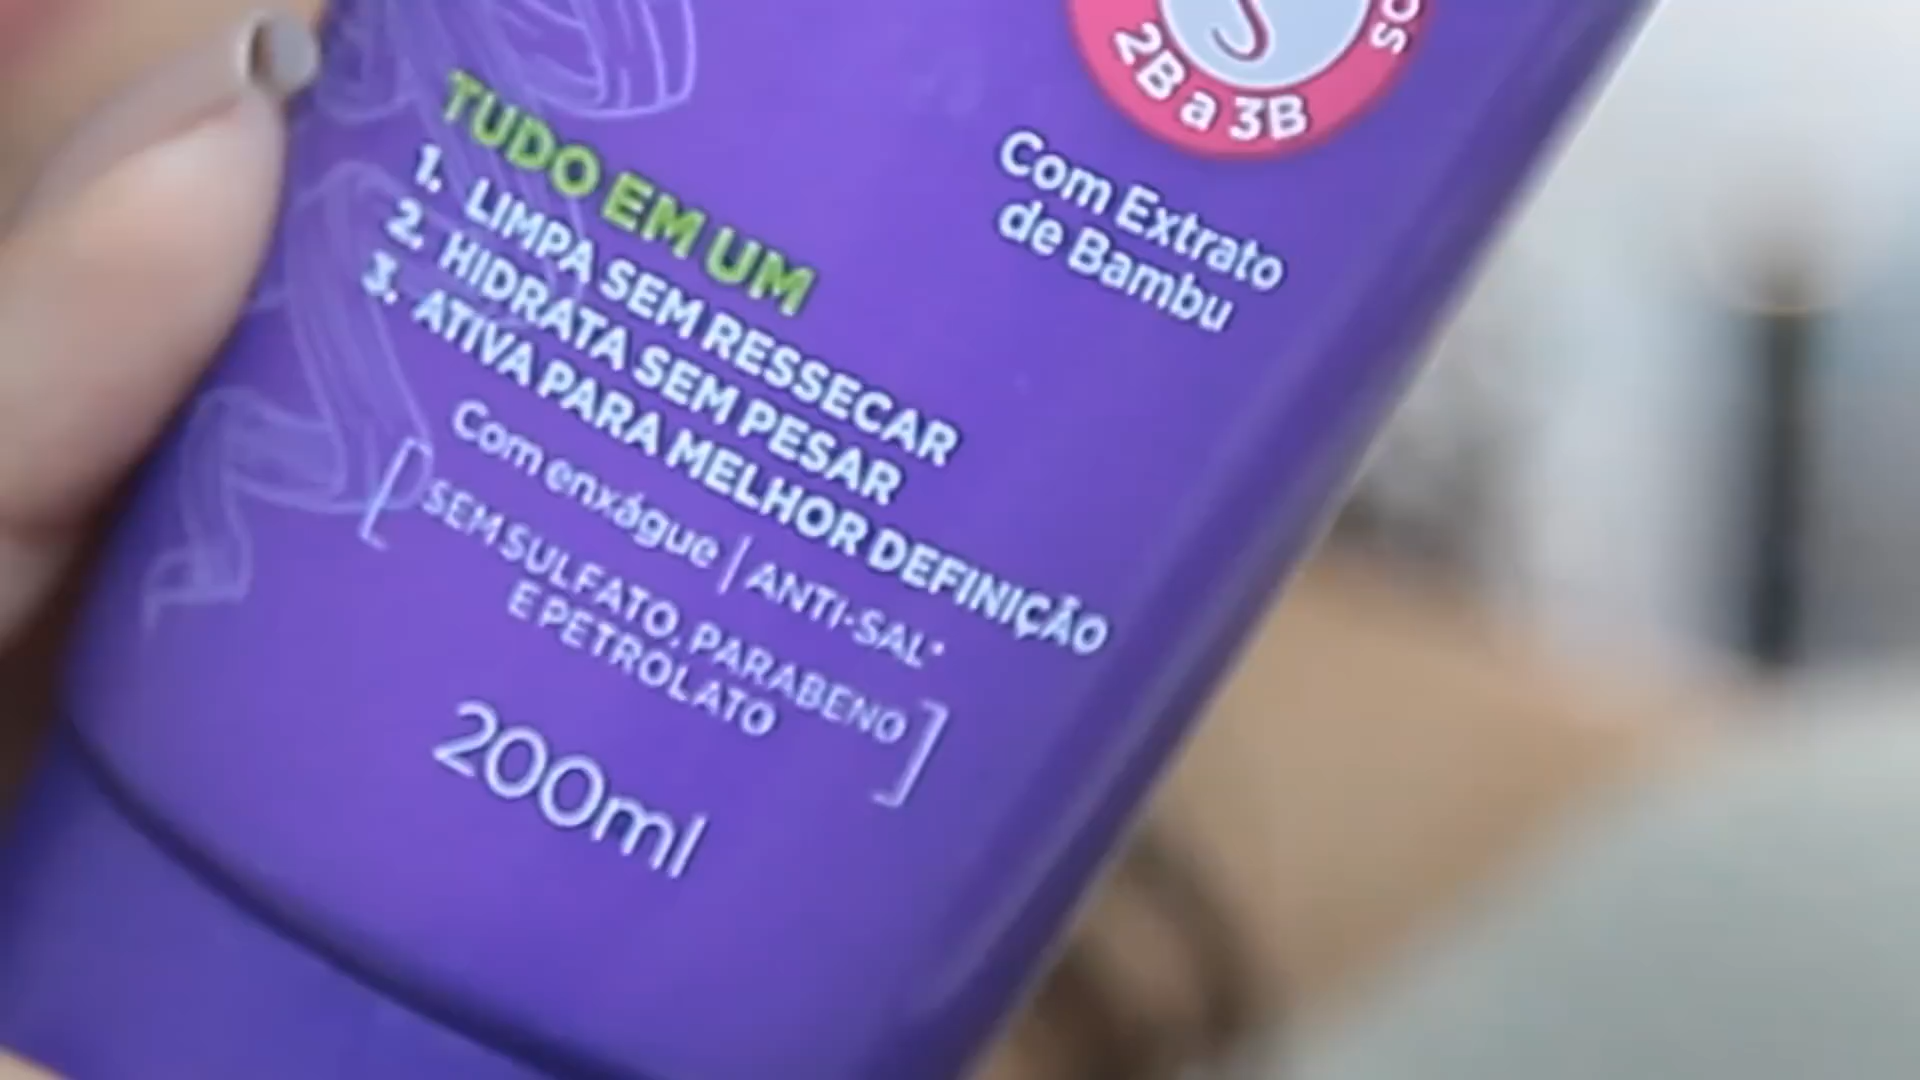 S
2B a 3B
Com Extrato
de Bambu
TUDO EM UM
1. LIMPA SEM RESSECAR
2. HIDRATA SEM PESAR
3. ATIVA PARA MELHOR DEFINIÇÃO
Com enxágue | ANTI-SAL*
[SEM SULFATO, PARABENO
E PETROLATO]
200ml